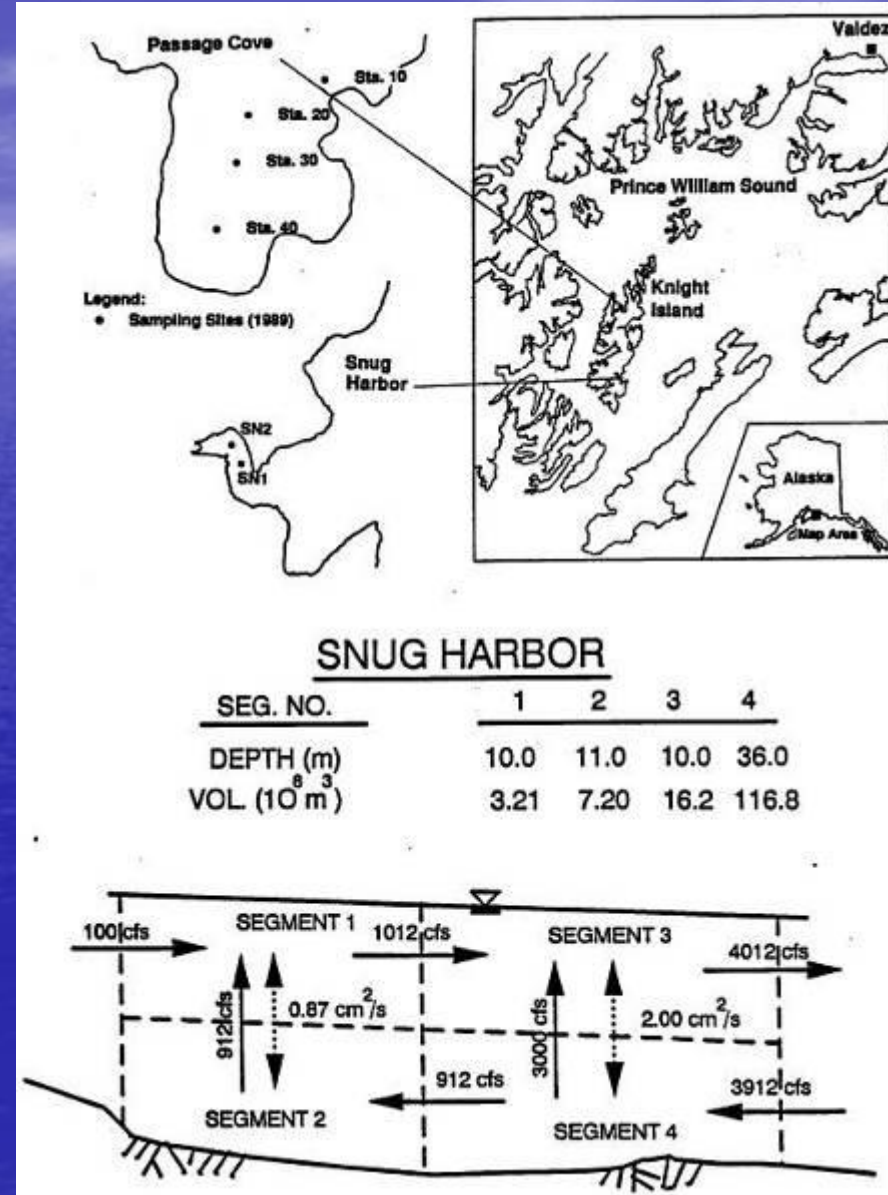 Passage Cove
Sta. 10
Sta. 20
Sta. 30
Sta. 40
Legend:
• Sampling Sites (1989)
Snug
Harbor
SN2
SN1
Valdez
Prince William Sound
Knight
Island
Alaska
Map Area
SNUG HARBOR
SEG. NO. 1 2 3 4
DEPTH (m) 10.0 11.0 10.0 36.0
VOL. (10⁶ m³) 3.21 7.20 16.2 116.8
100 cfs
SEGMENT 1
1012 cfs
SEGMENT 3
4012 cfs
912 cfs
0.87 cm²/s
3000 cfs
2.00 cm²/s
912 cfs
3912 cfs
SEGMENT 2
SEGMENT 4